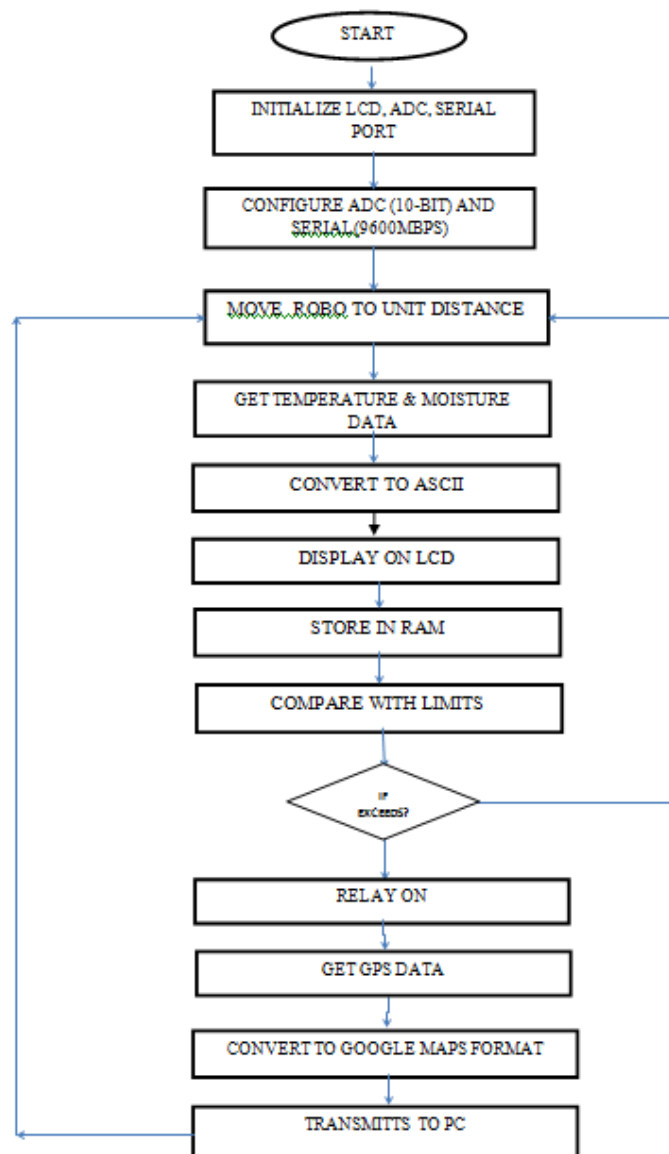 START
INITIALIZE LCD, ADC, SERIAL
PORT
CONFIGURE ADC (10-BIT) AND
SERIAL(9600MBPS)
MOVE ROBO TO UNIT DISTANCE
GET TEMPERATURE & MOISTURE
DATA
CONVERT TO ASCII
DISPLAY ON LCD
STORE IN RAM
COMPARE WITH LIMITS
IF
EXCEEDS?
RELAY ON
GET GPS DATA
CONVERT TO GOOGLE MAPS FORMAT
TRANSMITTS TO PC